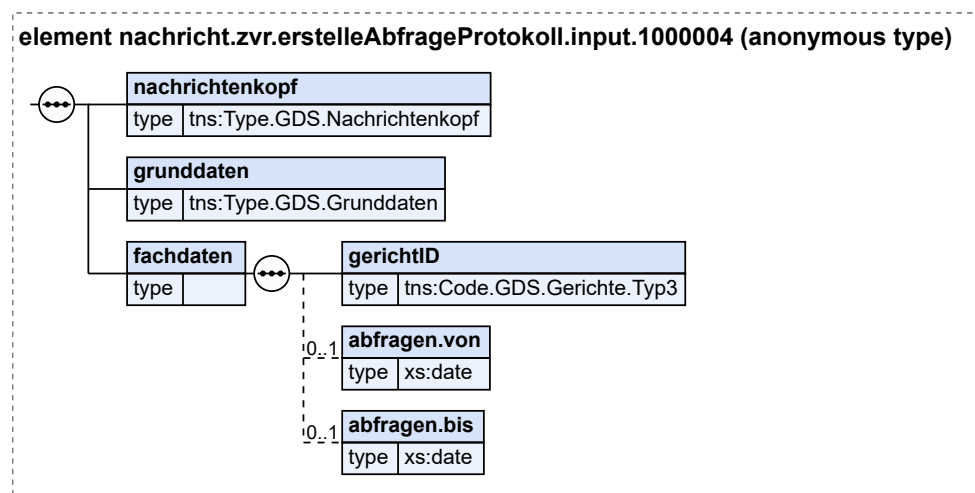 element nachricht.zvr.erstelleAbfrageProtokoll.input.1000004 (anonymous type)
nachrichtenkopf
type tns:Type.GDS.Nachrichtenkopf
grunddaten
type tns:Type.GDS.Grunddaten
fachdaten
type
gerichtID
type tns:Code.GDS.Gerichte.Typ3
0..1 abfragen.von
type xs:date
0..1 abfragen.bis
type xs:date